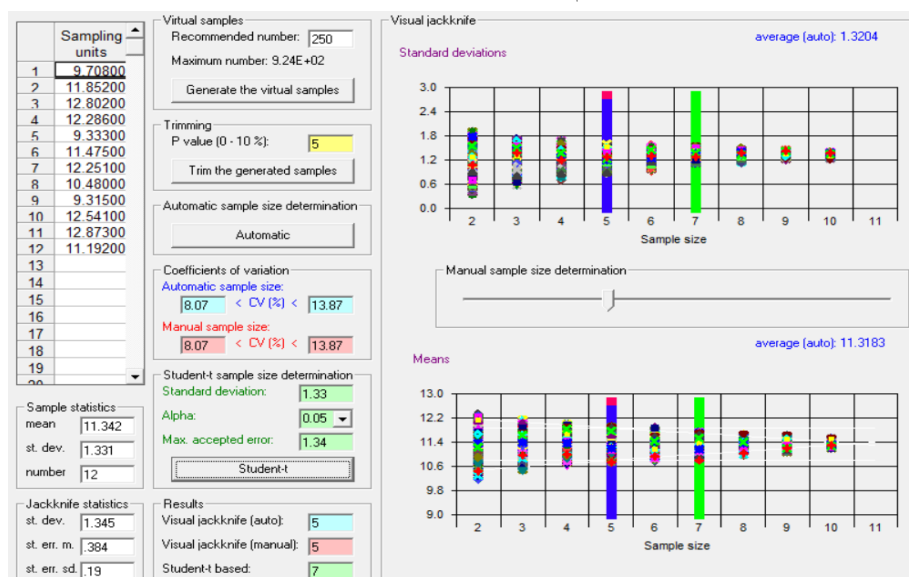 Sampling
units
1 9.70800
2 11.85200
3 12.80200
4 12.28600
5 9.33300
6 11.47500
7 12.25100
8 10.48000
9 9.31500
10 12.54100
11 12.87300
12 11.19200
13
14
15
16
17
18
19
20
Sample statistics
mean 11.342
st. dev. 1.331
number 12
Jackknife statistics
st. dev. 1.345
st. err. m. .384
st. err. sd. .19
Virtual samples
Recommended number: 250
Maximum number: 9.24E+02
Generate the virtual samples
Trimming
P value (0 - 10 %): 5
Trim the generated samples
Automatic sample size determination
Automatic
Coefficients of variation
Automatic sample size:
8.07 < CV (%) < 13.87
Manual sample size:
8.07 < CV (%) < 13.87
Student-t sample size determination
Standard deviation: 1.33
Alpha: 0.05
Max. accepted error: 1.34
Student-t
Results
Visual jackknife (auto): 5
Visual jackknife (manual): 5
Student-t based: 7
Visual jackknife
average (auto): 1.3204
Standard deviations
3.0
2.4
1.8
1.2
0.6
0.0
2 3 4 5 6 7 8 9 10 11
Sample size
Manual sample size determination
average (auto): 11.3183
Means
13.0
12.2
11.4
10.6
9.8
9.0
2 3 4 5 6 7 8 9 10 11
Sample size